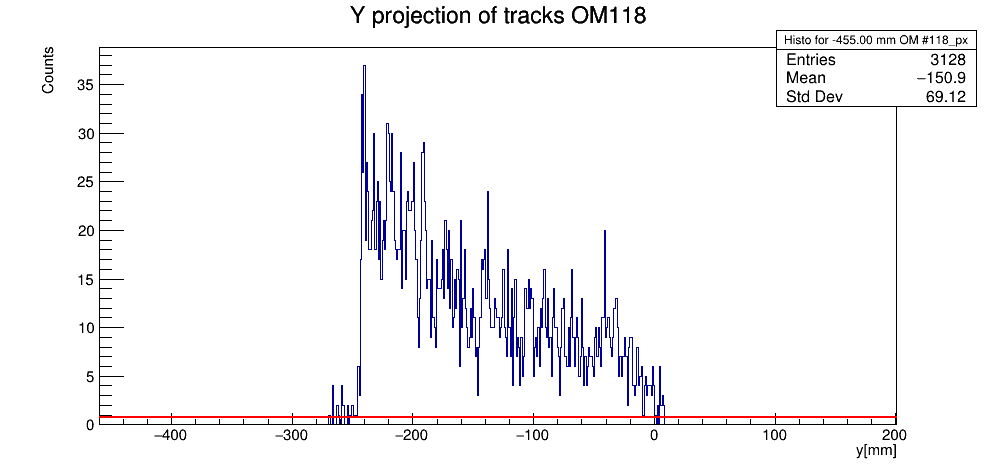 Y projection of tracks OM118
Histo for -455.00 mm OM #118_px
Entries 3128
Mean −150.9
Std Dev 69.12
Counts
35
30
25
20
15
10
5
0
−400 −300 −200 −100 0 100 200
y[mm]